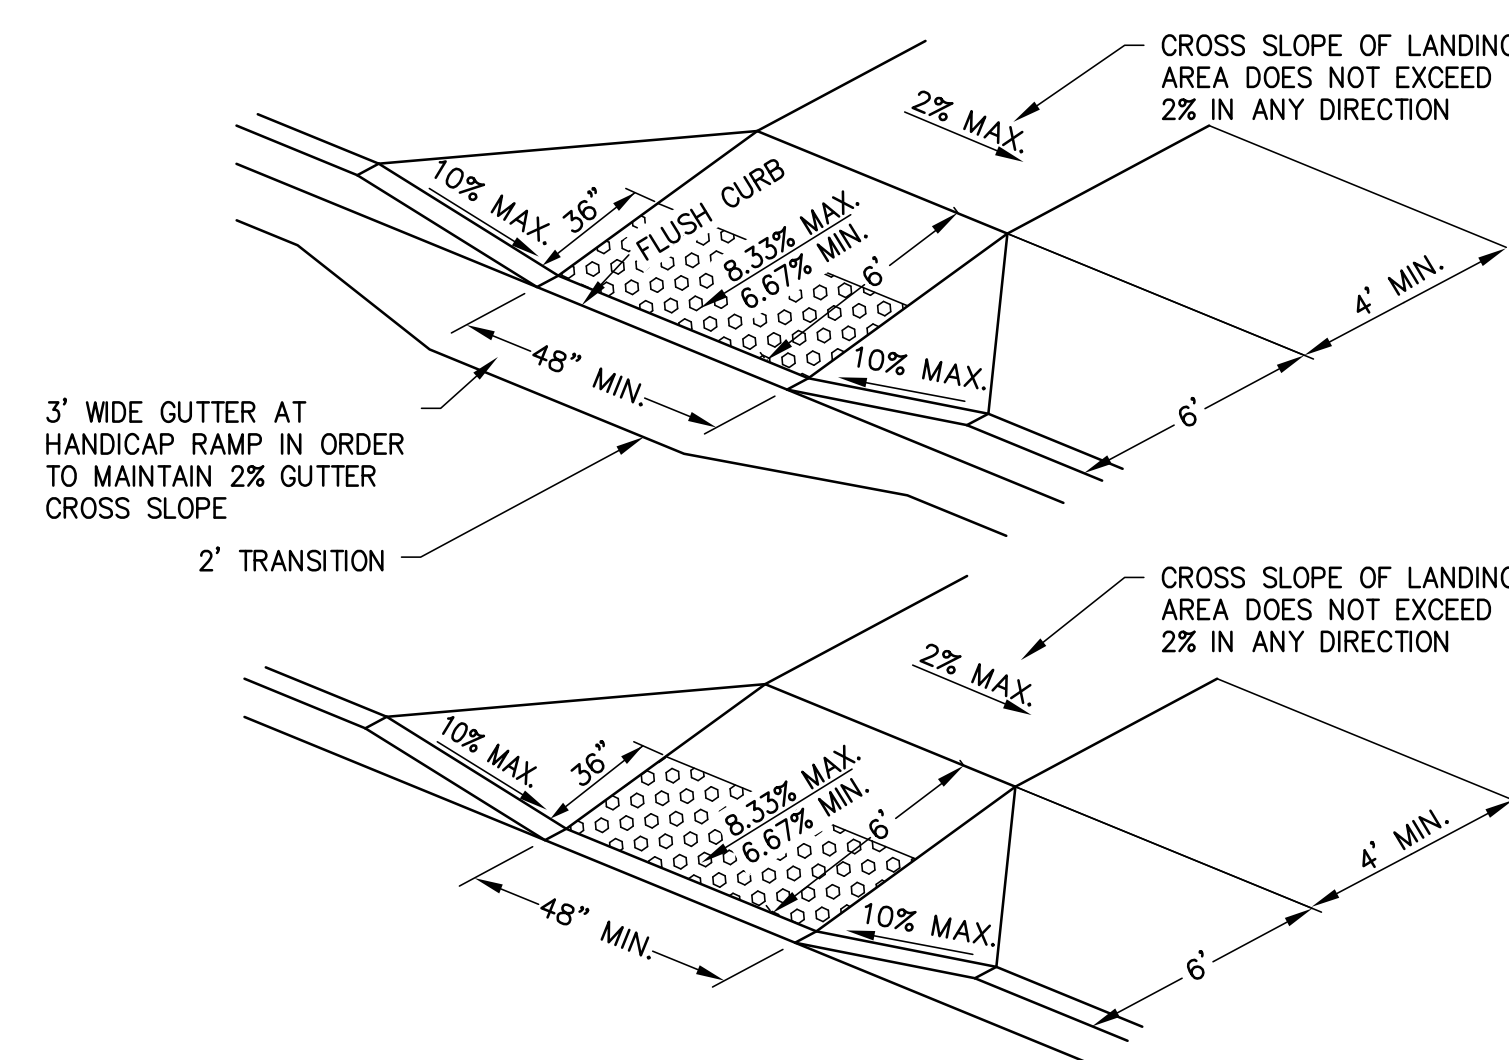 CROSS SLOPE OF LANDING
AREA DOES NOT EXCEED
2% IN ANY DIRECTION
2% MAX.
10% MAX.
36”
FLUSH CURB
8.33% MAX.
6.67% MIN.
6’
4’ MIN.
10% MAX.
48” MIN.
6’
3’ WIDE GUTTER AT
HANDICAP RAMP IN ORDER
TO MAINTAIN 2% GUTTER
CROSS SLOPE
2’ TRANSITION
CROSS SLOPE OF LANDING
AREA DOES NOT EXCEED
2% IN ANY DIRECTION
2% MAX.
10% MAX.
36”
8.33% MAX.
6.67% MIN.
6’
4’ MIN.
10% MAX.
48” MIN.
6’